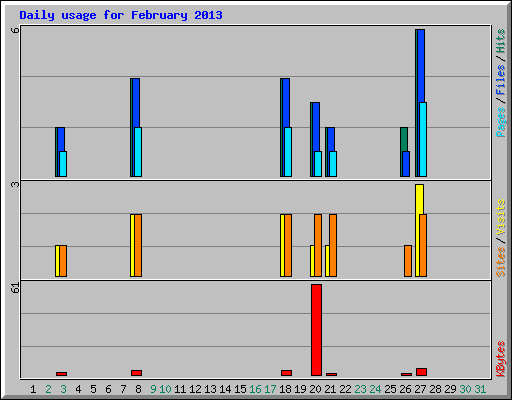 Daily usage for February 2013
6
Pages / Files / Hits
3
Sites / Visits
61
KBytes
1 2 3 4 5 6 7 8 9 10 11 12 13 14 15 16 17 18 19 20 21 22 23 24 25 26 27 28 29 30 31